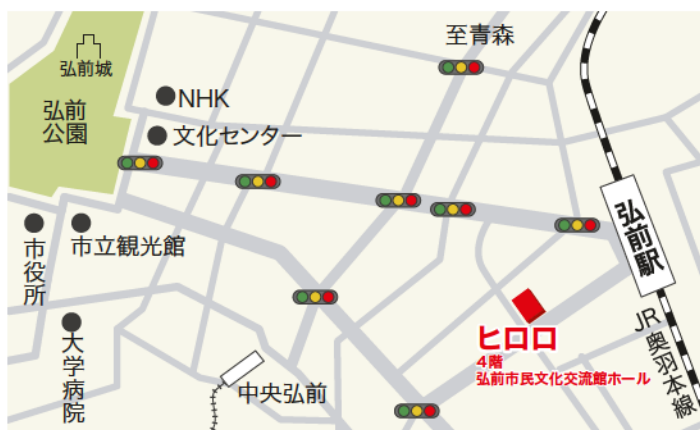 至青森
弘前城
弘前
公園
NHK
文化センター
弘前駅
市役所
市立観光館
ヒロロ
4階
弘前市民文化交流館ホール
JR奥羽本線
大学病院
中央弘前